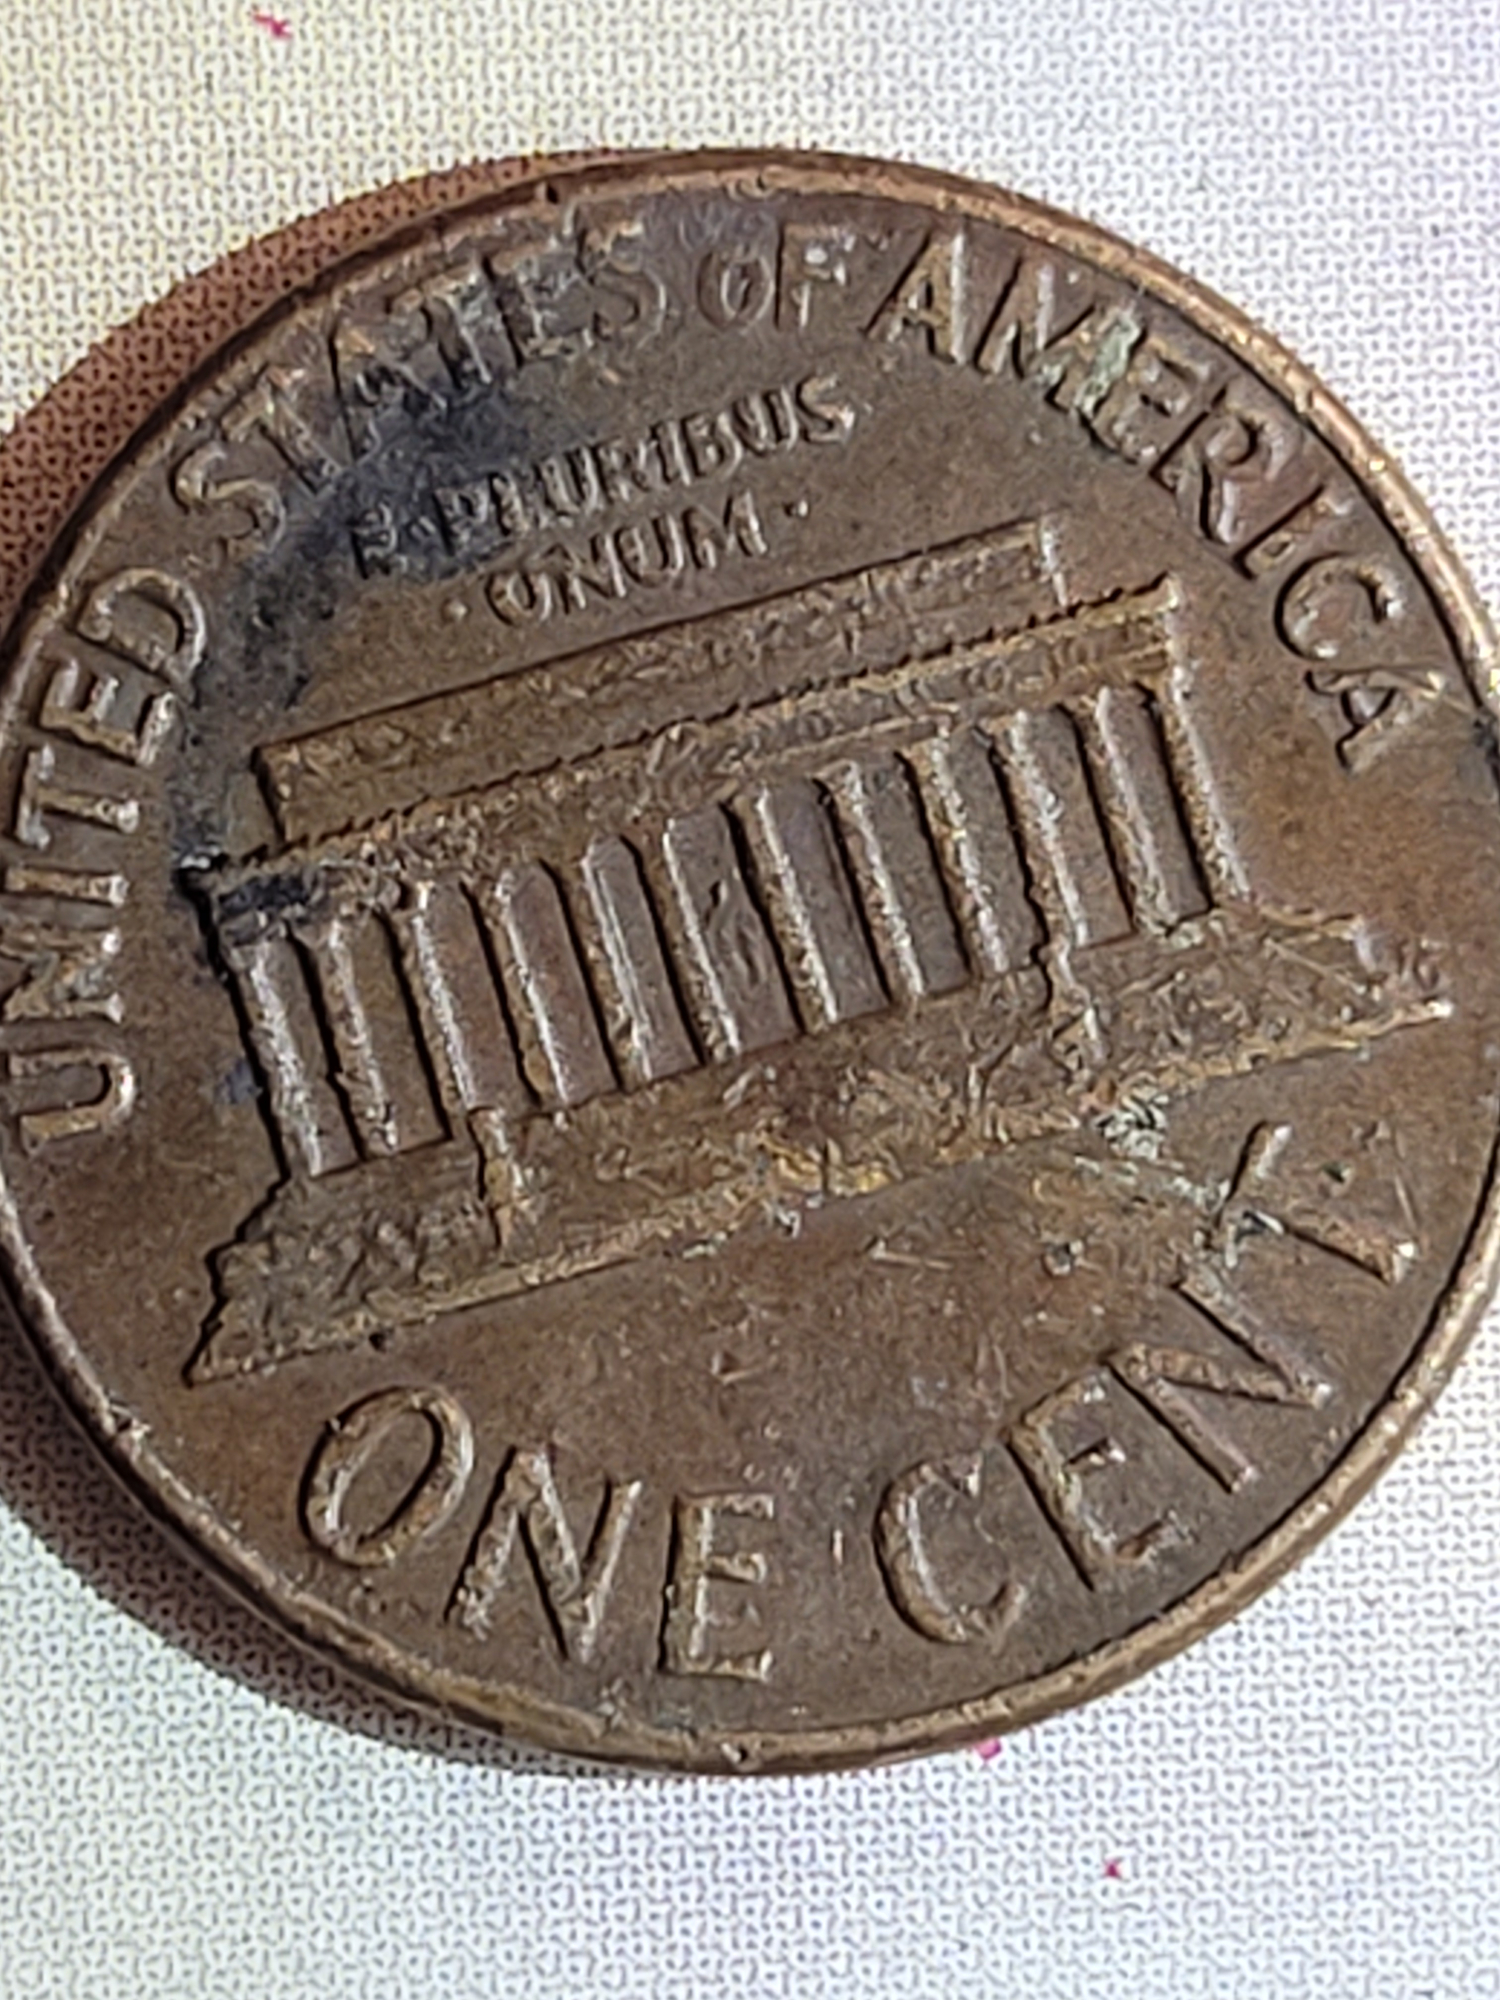 UNITED STATES OF AMERICA
E·PLURIBUS
·UNUM·
ONE CENT